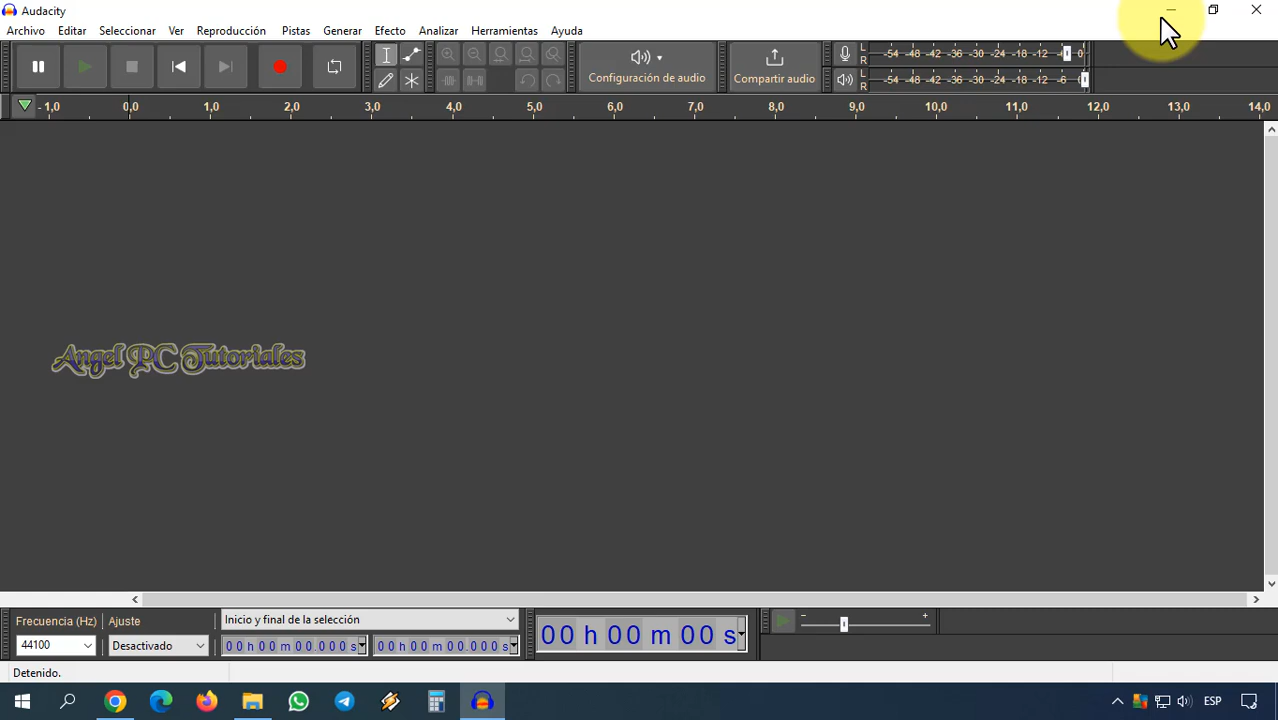 Audacity
Archivo Editar Seleccionar Ver Reproducción Pistas Generar Efecto Analizar Herramientas Ayuda
Configuración de audio
Compartir audio
L
R
-54 -48 -42 -36 -30 -24 -18 -12 -6 0
L
R
-54 -48 -42 -36 -30 -24 -18 -12 -6
-1,0 0,0 1,0 2,0 3,0 4,0 5,0 6,0 7,0 8,0 9,0 10,0 11,0 12,0 13,0 14,0
Angel PC Tutoriales
Frecuencia (Hz) Ajuste Inicio y final de la selección
44100 Desactivado 00 h 00 m 00.000 s 00 h 00 m 00.000 s
00 h 00 m 00 s
Detenido.
ESP